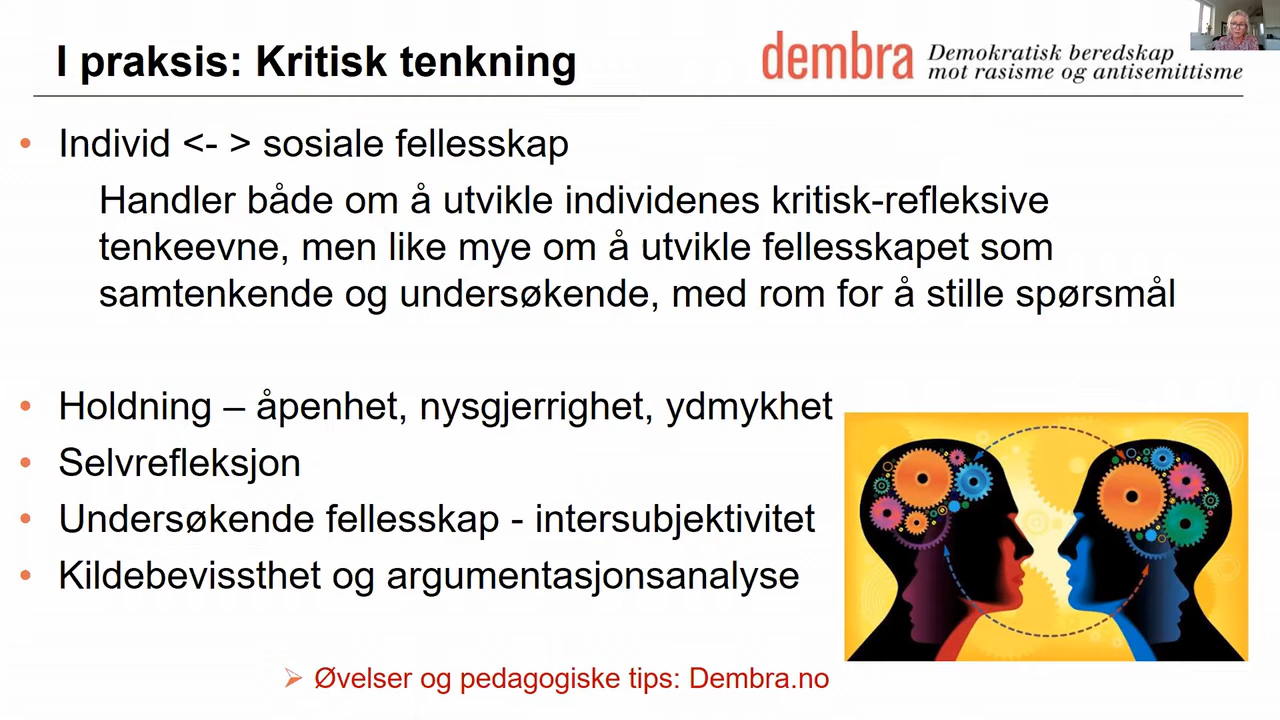 I praksis: Kritisk tenkning
dembra Demokratisk beredskap
mot rasisme og antisemittisme
• Individ <- > sosiale fellesskap
Handler både om å utvikle individenes kritisk-refleksive
tenkeevne, men like mye om å utvikle fellesskapet som
samtenkende og undersøkende, med rom for å stille spørsmål
• Holdning – åpenhet, nysgjerrighet, ydmykhet
• Selvrefleksjon
• Undersøkende fellesskap - intersubjektivitet
• Kildebevissthet og argumentasjonsanalyse
➢ Øvelser og pedagogiske tips: Dembra.no